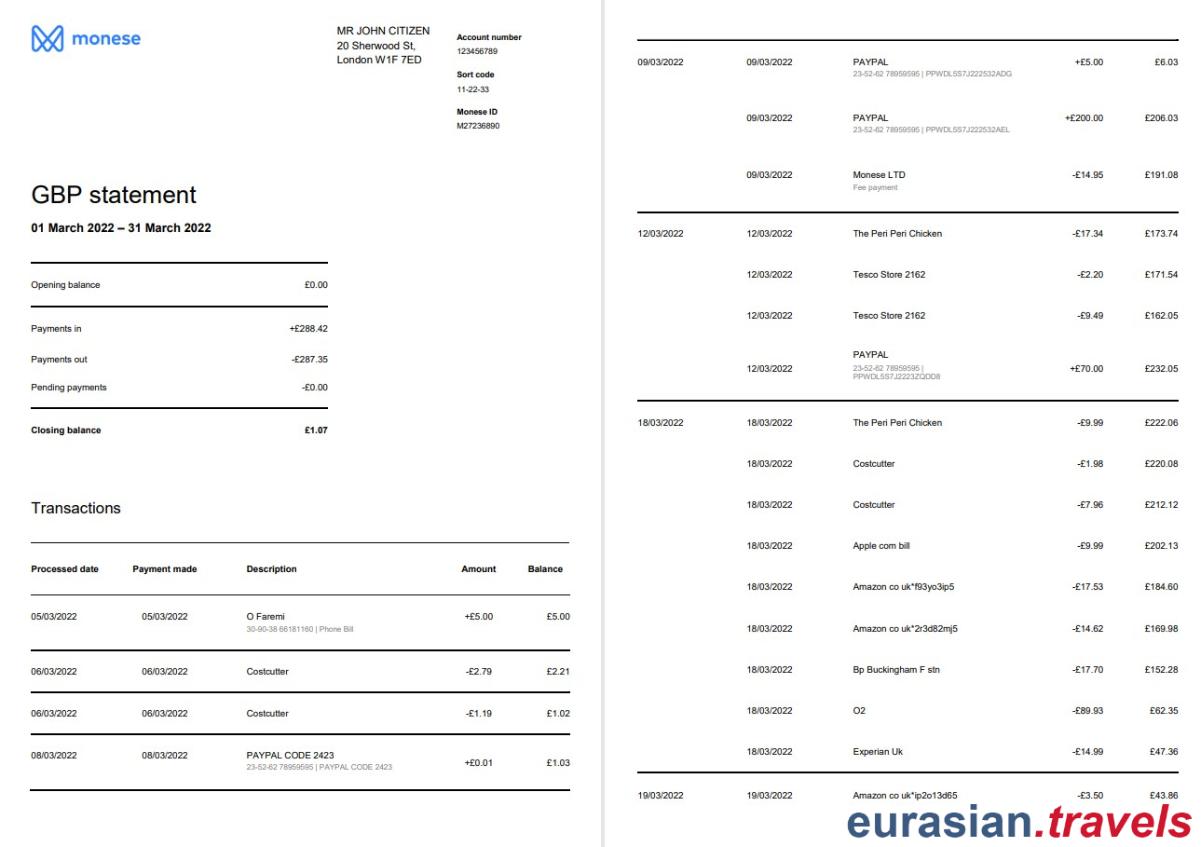 monese
MR JOHN CITIZEN
20 Sherwood St,
London W1F 7ED
Account number
123456789
Sort code
11-22-33
Monese ID
M27236890
GBP statement
01 March 2022 – 31 March 2022
Opening balance £0.00
Payments in +£288.42
Payments out -£287.35
Pending payments -£0.00
Closing balance £1.07
Transactions
Processed date Payment made Description Amount Balance
05/03/2022 05/03/2022 O Faremi +£5.00 £5.00
30-90-38 66181160 | Phone Bill
06/03/2022 06/03/2022 Costcutter -£2.79 £2.21
06/03/2022 06/03/2022 Costcutter -£1.19 £1.02
08/03/2022 08/03/2022 PAYPAL CODE 2423 +£0.01 £1.03
23-52-62 78959595 | PAYPAL CODE 2423
09/03/2022 09/03/2022 PAYPAL +£5.00 £6.03
23-52-62 78959595 | PPWDL5S7J222532ADG
09/03/2022 PAYPAL +£200.00 £206.03
23-52-62 78959595 | PPWDL5S7J222532AEL
09/03/2022 Monese LTD -£14.95 £191.08
Fee payment
12/03/2022 12/03/2022 The Peri Peri Chicken -£17.34 £173.74
12/03/2022 Tesco Store 2162 -£2.20 £171.54
12/03/2022 Tesco Store 2162 -£9.49 £162.05
PAYPAL
12/03/2022 23-52-62 78959595 | +£70.00 £232.05
PPWDL5S7J2223ZQDD8
18/03/2022 18/03/2022 The Peri Peri Chicken -£9.99 £222.06
18/03/2022 Costcutter -£1.98 £220.08
18/03/2022 Costcutter -£7.96 £212.12
18/03/2022 Apple com bill -£9.99 £202.13
18/03/2022 Amazon co uk*f93yo3ip5 -£17.53 £184.60
18/03/2022 Amazon co uk*2r3d82mj5 -£14.62 £169.98
18/03/2022 Bp Buckingham F stn -£17.70 £152.28
18/03/2022 O2 -£89.93 £62.35
18/03/2022 Experian Uk -£14.99 £47.36
19/03/2022 19/03/2022 Amazon co uk*ip2o13d65 -£3.50 £43.86
eurasian.travels